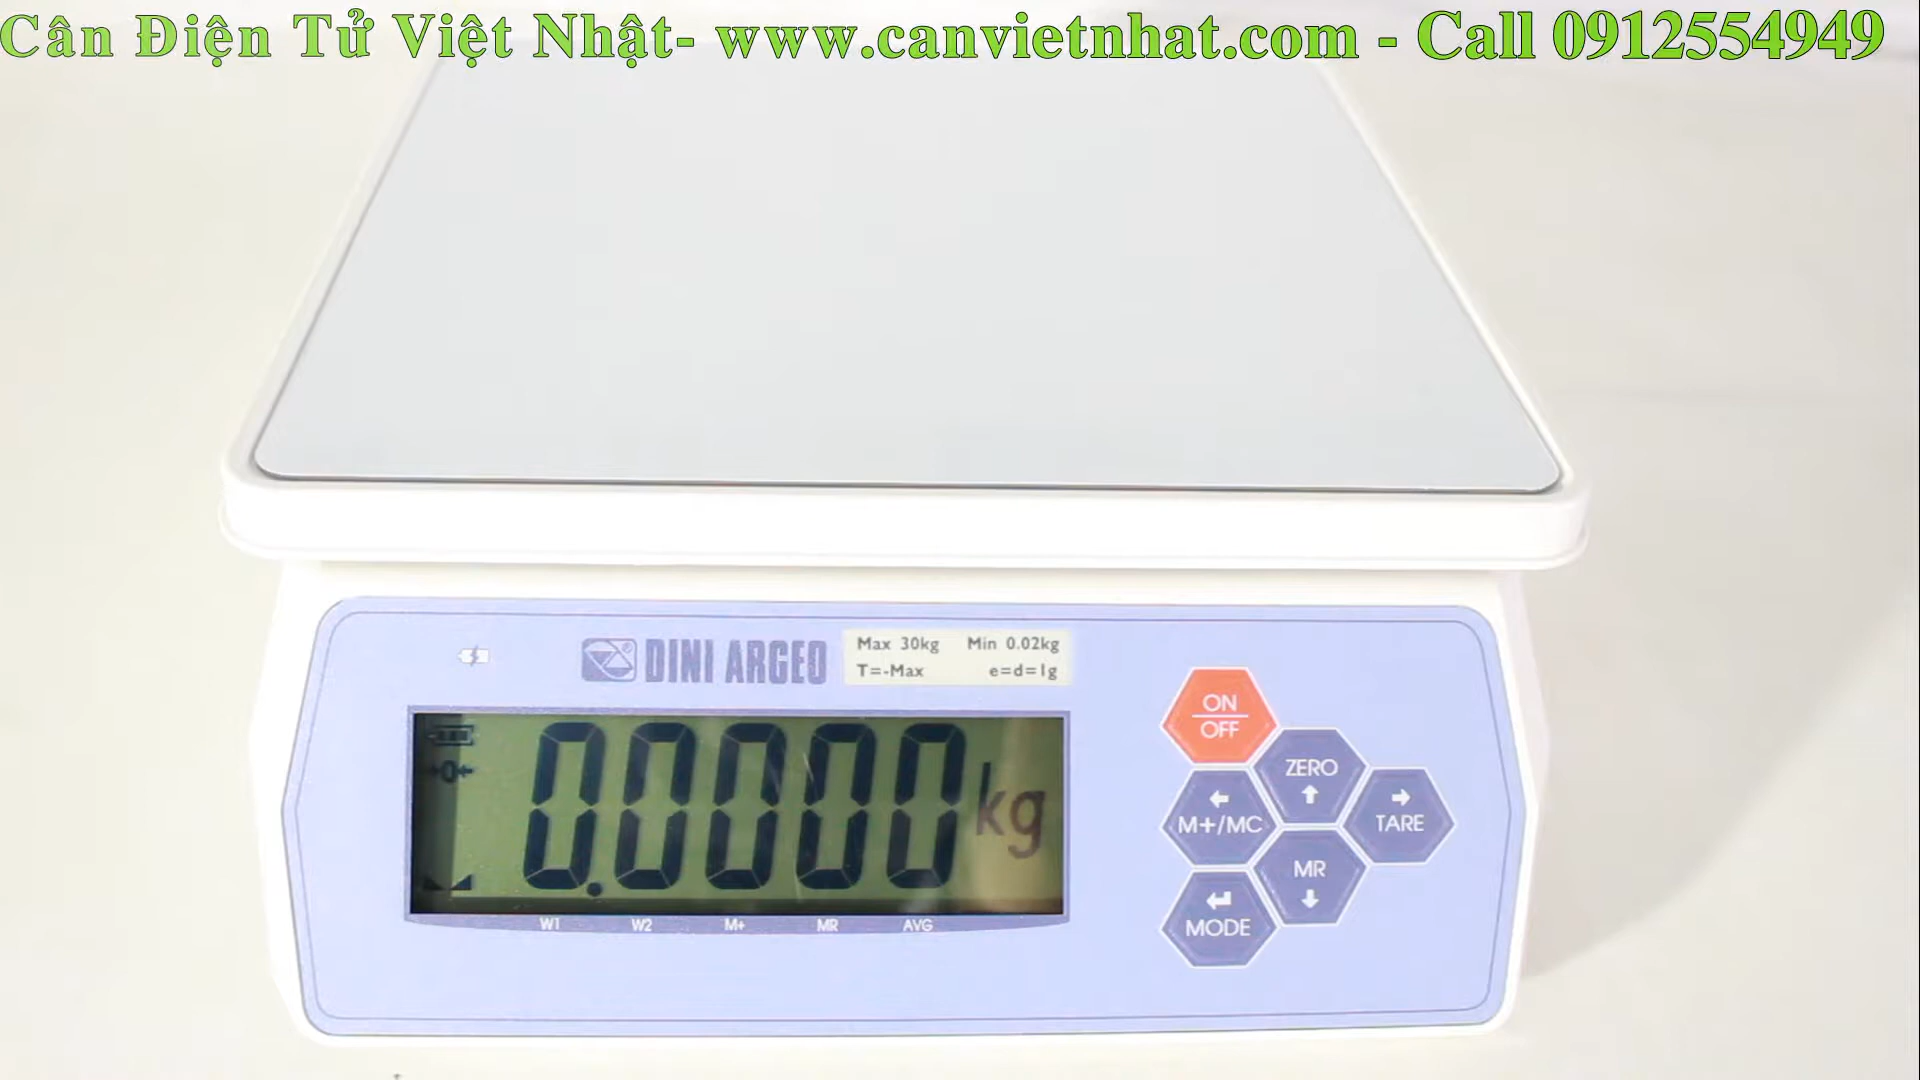 Cân Điện Tử Việt Nhật- www.canvietnhat.com - Call 0912554949
DINI ARGEO
Max 30kg Min 0.02kg
T=-Max e=d=1g
0.0000 kg
→0←
W1 W2 M+ MR AVG
ON
OFF
ZERO
↑
←
M+/MC
→
TARE
MR
↓
↵
MODE